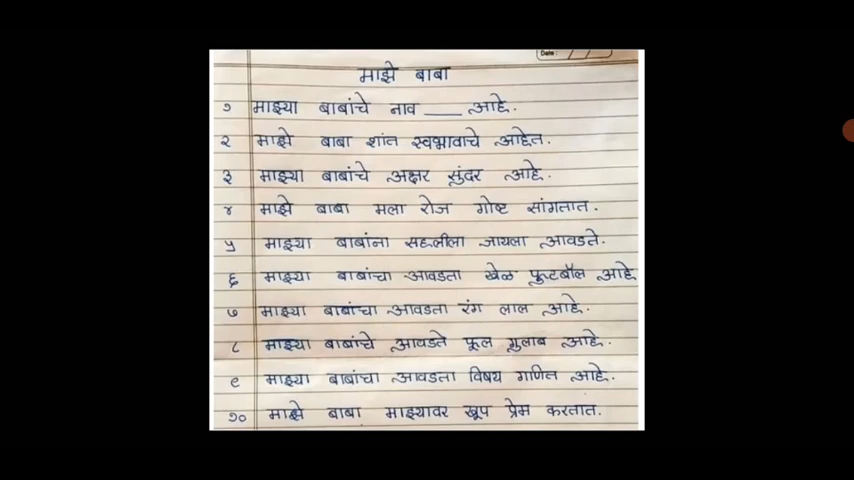 Date :
माझे बाबा
१ माझ्या बाबांचे नाव ____ आहे.
२ माझे बाबा शांत स्वभावाचे आहेत.
३ माझ्या बाबांचे अक्षर सुंदर आहे.
४ माझे बाबा मला रोज गोष्ट सांगतात.
५ माझ्या बाबांना सहलीला जायला आवडते.
६ माझ्या बाबांचा आवडता खेळ फुटबॉल आहे
७ माझ्या बाबांचा आवडता रंग लाल आहे.
८ माझ्या बाबांचे आवडते फूल गुलाब आहे.
९ माझ्या बाबांचा आवडता विषय गणित आहे.
१० माझे बाबा माझ्यावर खूप प्रेम करतात.